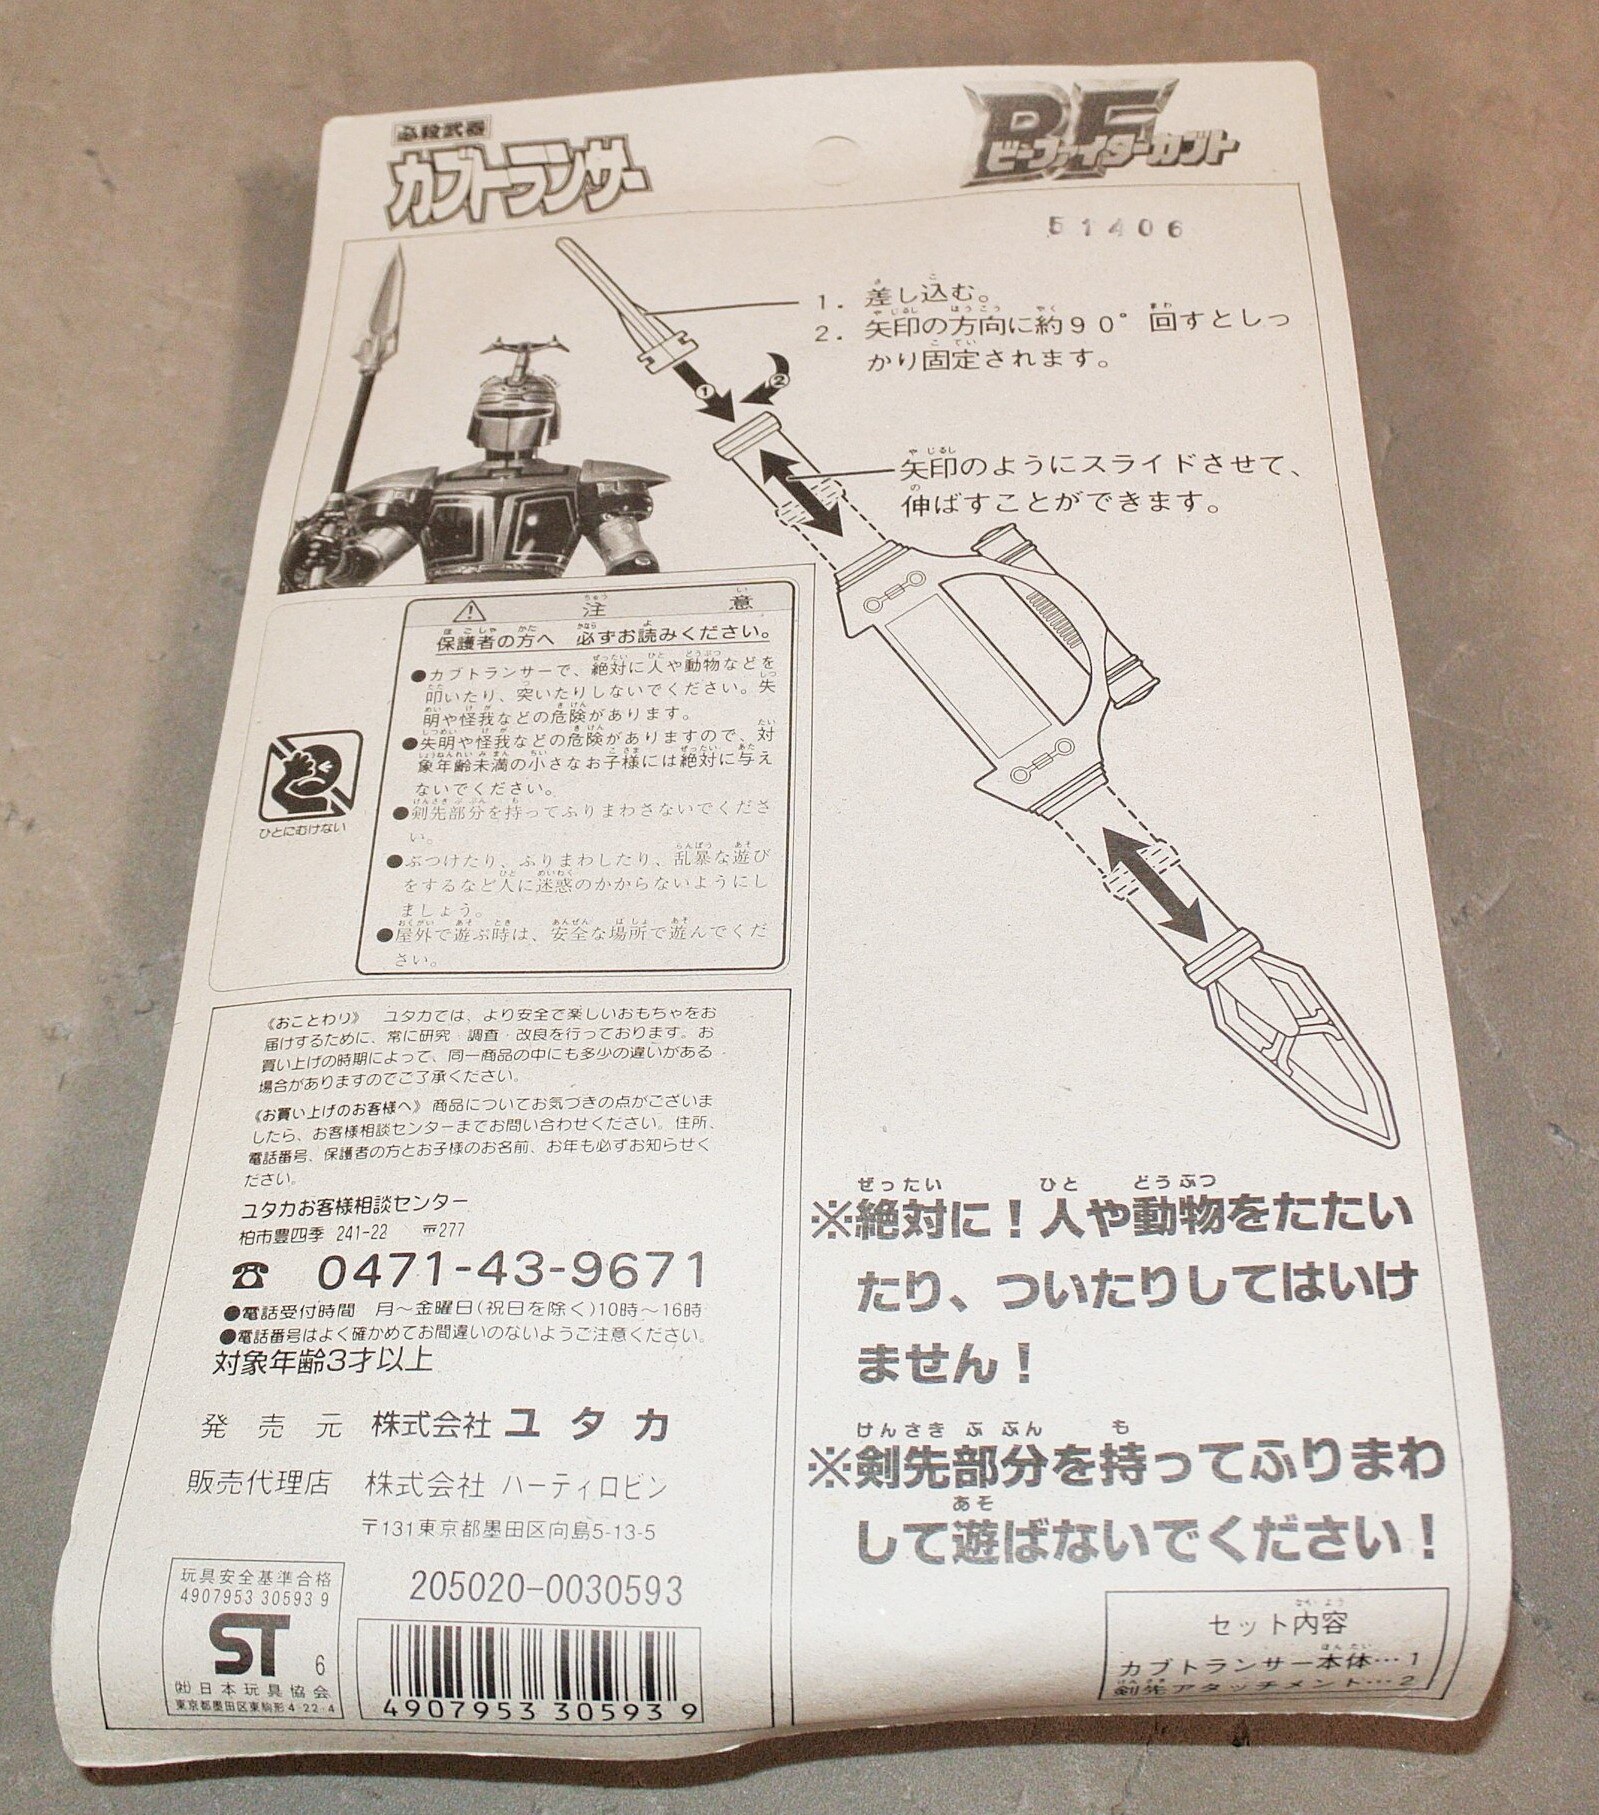 必殺武器
カブトランサー
BF
ビーファイターカブト
51406
1. 差し込む。
2. 矢印の方向に約90°回すとしっ
かり固定されます。
1
2
矢印のようにスライドさせて、
伸ばすことができます。
⚠ 注意
保護者の方へ 必ずお読みください。
●カブトランサーで、絶対に人や動物などを
叩いたり、突いたりしないでください。失
明や怪我などの危険があります。
●失明や怪我などの危険がありますので、対
象年齢未満の小さなお子様には絶対に与え
ないでください。
●剣先部分を持ってふりまわさないでくださ
い。
●ぶつけたり、ふりまわしたり、乱暴な遊び
をするなど人に迷惑のかからないようにし
ましょう。
●屋外で遊ぶ時は、安全な場所で遊んでくだ
さい。
ひとにむけない
《おことわり》 ユタカでは、より安全で楽しいおもちゃをお
届けするために、常に研究・調査・改良を行っております。お
買い上げの時期によって、同一商品の中にも多少の違いがある
場合がありますのでご了承ください。
《お買い上げのお客様へ》商品についてお気づきの点がございま
したら、お客様相談センターまでお問い合わせください。住所、
電話番号、保護者の方とお子様のお名前、お年も必ずお知らせく
ださい。
ユタカお客様相談センター
柏市豊四季 241-22 〒277
☎ 0471-43-9671
●電話受付時間 月〜金曜日(祝日を除く)10時〜16時
●電話番号はよく確かめてお間違いのないようご注意ください。
対象年齢3才以上
発売元 株式会社 ユタカ
販売代理店 株式会社 ハーティロビン
〒131東京都墨田区向島5-13-5
玩具安全基準合格
4907953 30593 9
ST
6
(社)日本玩具協会
東京都墨田区東駒形4-22-4
205020-0030593
4907953 305939
※絶対に！人や動物をたたい
たり、ついたりしてはいけ
ません！
※剣先部分を持ってふりまわ
して遊ばないでください！
セット内容
カブトランサー本体…1
剣先アタッチメント…2